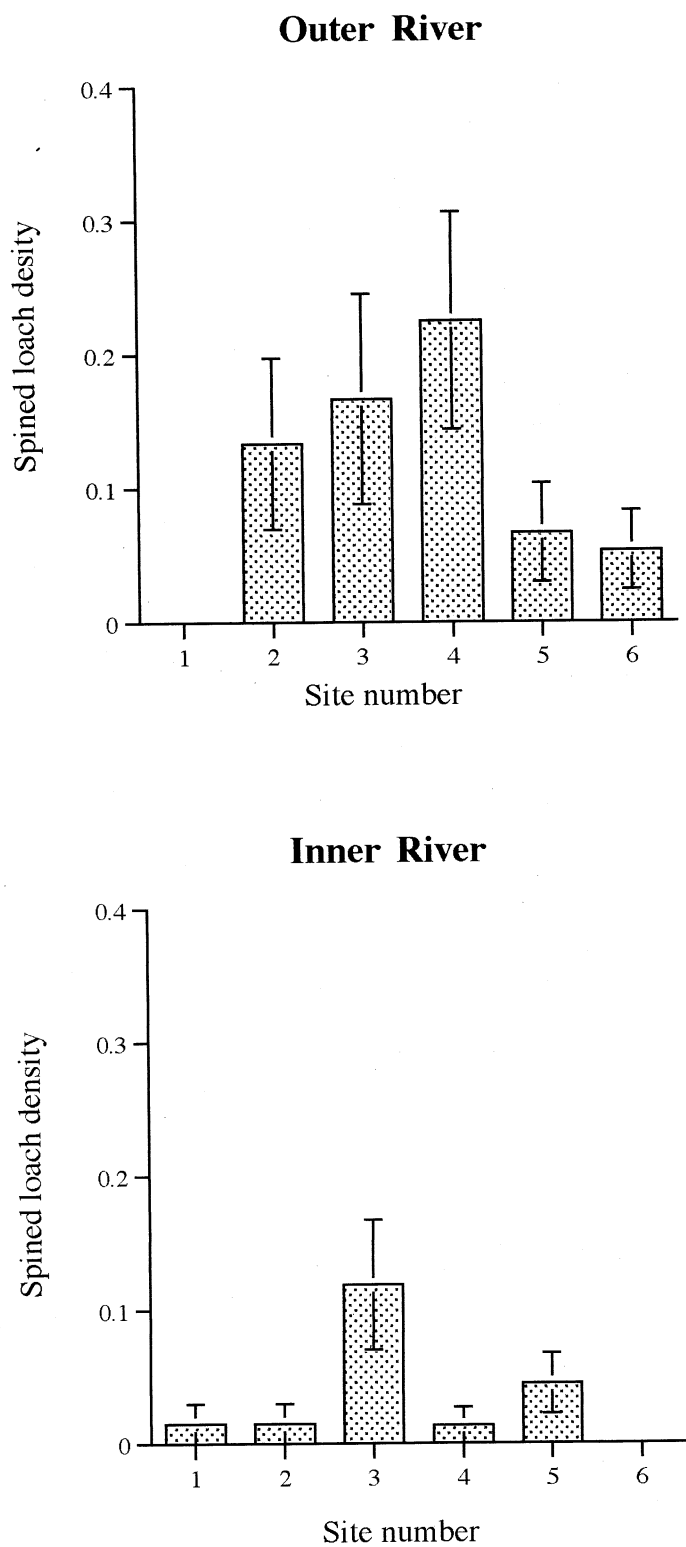 Outer River
0.4
0.3
0.2
0.1
0
Spined loach desity
1 2 3 4 5 6
Site number
Inner River
0.4
0.3
0.2
0.1
0
Spined loach density
1 2 3 4 5 6
Site number